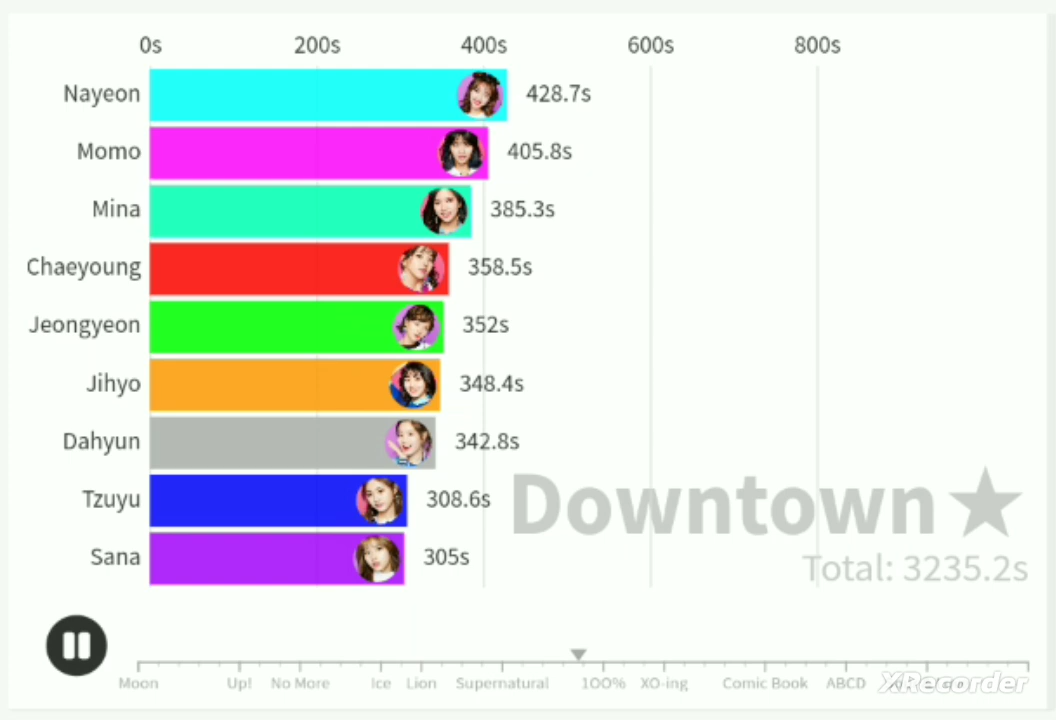 0s 200s 400s 600s 800s
Nayeon 428.7s
Momo 405.8s
Mina 385.3s
Chaeyoung 358.5s
Jeongyeon 352s
Jihyo 348.4s
Dahyun 342.8s
Tzuyu 308.6s
Sana 305s
Downtown★
Total: 3235.2s
Moon Up! No More Ice Lion Supernatural 100% XO-ing Comic Book ABCD
XRecorder